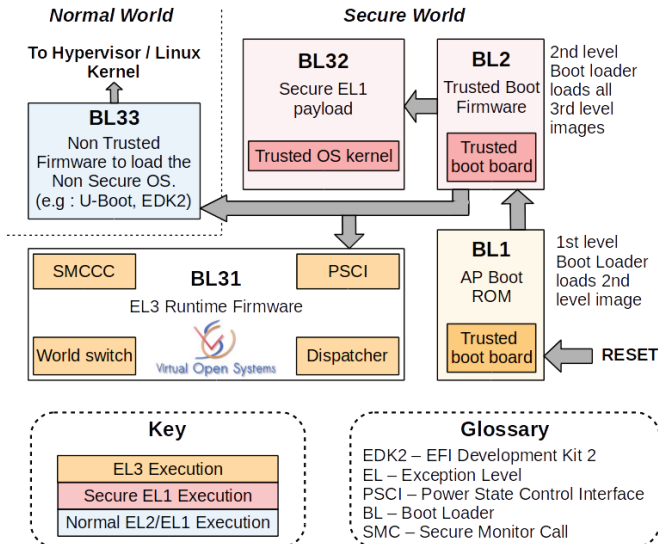 Normal World
Secure World
To Hypervisor / Linux
Kernel
BL33
Non Trusted
Firmware to load the
Non Secure OS.
(e.g : U-Boot, EDK2)
BL32
Secure EL1
payload
Trusted OS kernel
BL2
Trusted Boot
Firmware
Trusted
boot board
2nd level
Boot loader
loads all
3rd level
images
SMCCC
BL31
PSCI
EL3 Runtime Firmware
World switch
Virtual Open Systems
Dispatcher
BL1
AP Boot
ROM
Trusted
boot board
1st level
Boot Loader
loads 2nd
level image
RESET
Key
EL3 Execution
Secure EL1 Execution
Normal EL2/EL1 Execution
Glossary
EDK2 – EFI Development Kit 2
EL – Exception Level
PSCI – Power State Control Interface
BL – Boot Loader
SMC – Secure Monitor Call